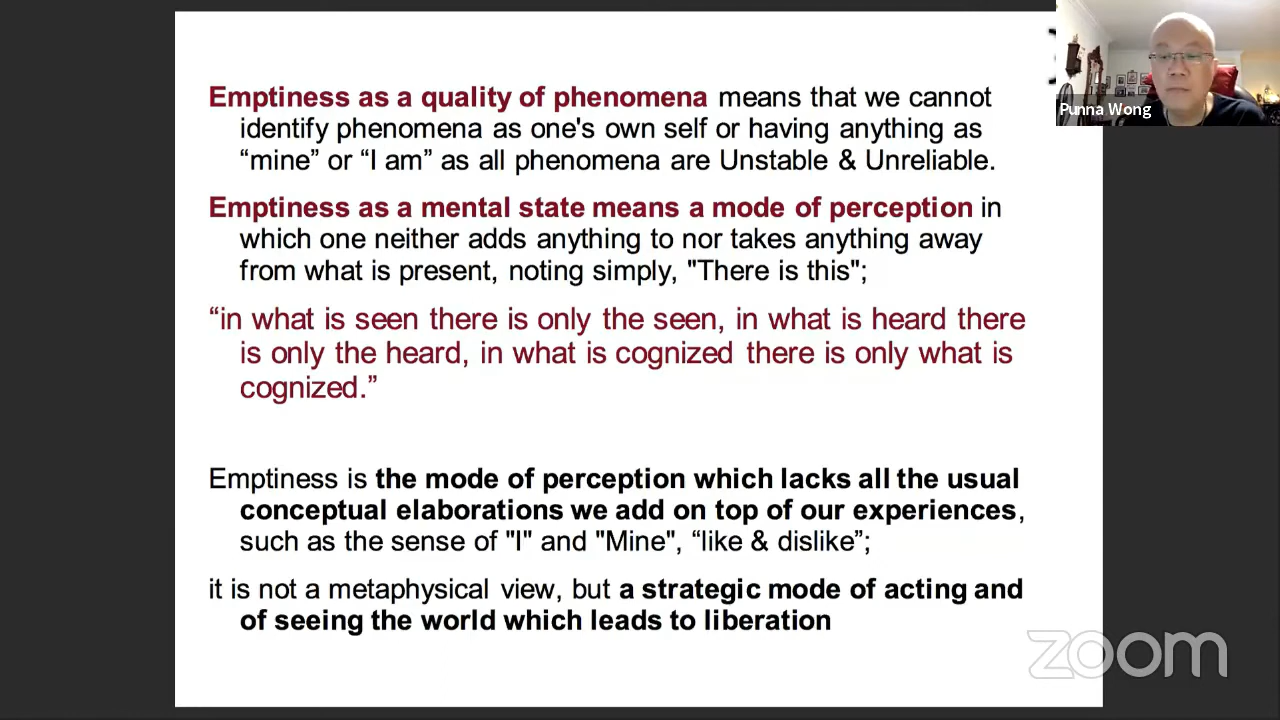 Emptiness as a quality of phenomena means that we cannot
identify phenomena as one's own self or having anything as
“mine” or “I am” as all phenomena are Unstable & Unreliable.
Emptiness as a mental state means a mode of perception in
which one neither adds anything to nor takes anything away
from what is present, noting simply, "There is this";
“in what is seen there is only the seen, in what is heard there
is only the heard, in what is cognized there is only what is
cognized.”
Emptiness is the mode of perception which lacks all the usual
conceptual elaborations we add on top of our experiences,
such as the sense of "I" and "Mine", “like & dislike”;
it is not a metaphysical view, but a strategic mode of acting and
of seeing the world which leads to liberation
Punna Wong
zoom